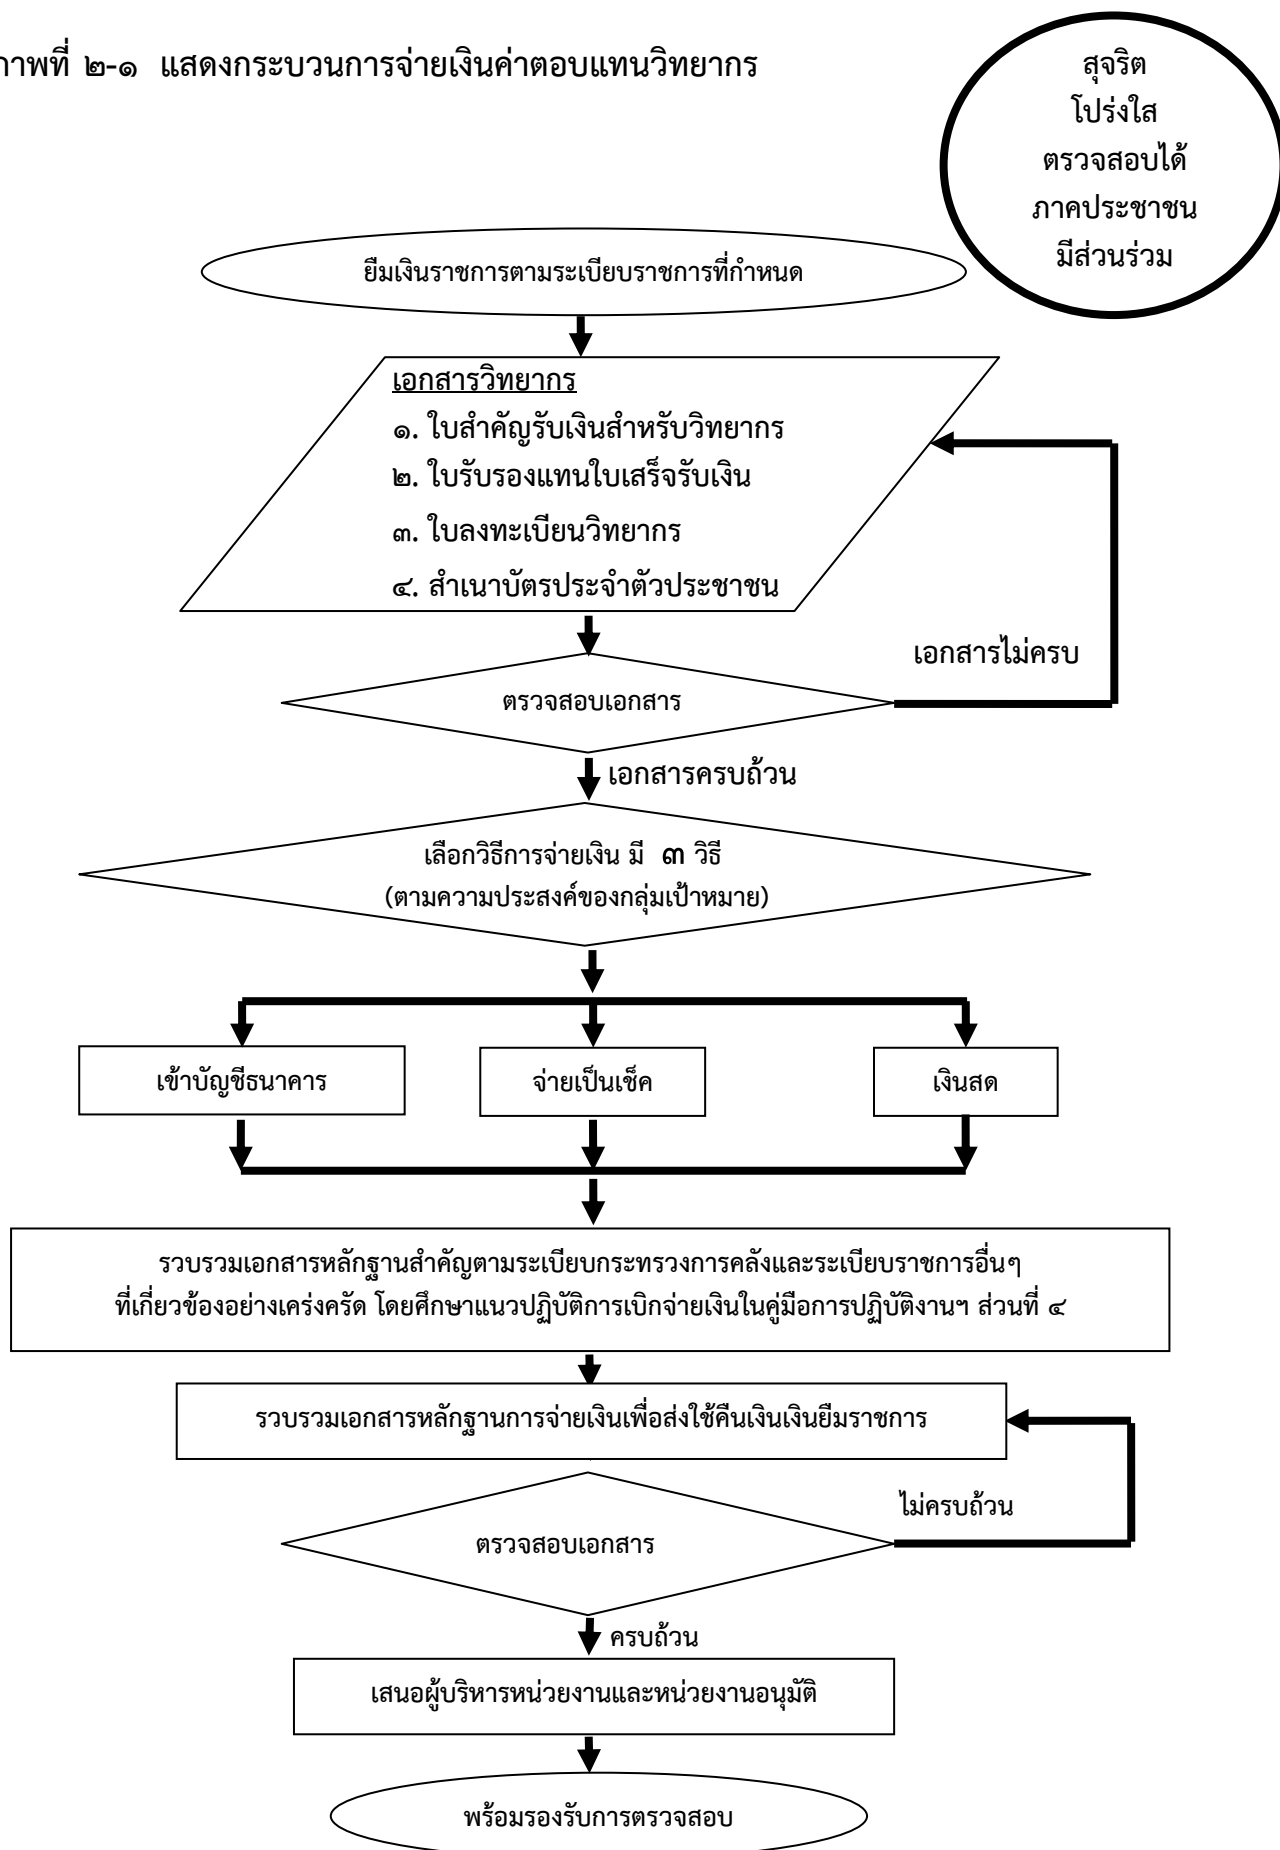 าพที่ ๒-๑ แสดงกระบวนการจ่ายเงินค่าตอบแทนวิทยากร
สุจริต
โปร่งใส
ตรวจสอบได้
ภาคประชาชน
มีส่วนร่วม
ยืมเงินราชการตามระเบียบราชการที่กำหนด
เอกสารวิทยากร
๑. ใบสำคัญรับเงินสำหรับวิทยากร
๒. ใบรับรองแทนใบเสร็จรับเงิน
๓. ใบลงทะเบียนวิทยากร
๔. สำเนาบัตรประจำตัวประชาชน
เอกสารไม่ครบ
ตรวจสอบเอกสาร
เอกสารครบถ้วน
เลือกวิธีการจ่ายเงิน มี ๓ วิธี
(ตามความประสงค์ของกลุ่มเป้าหมาย)
เข้าบัญชีธนาคาร
จ่ายเป็นเช็ค
เงินสด
รวบรวมเอกสารหลักฐานสำคัญตามระเบียบกระทรวงการคลังและระเบียบราชการอื่นๆ
ที่เกี่ยวข้องอย่างเคร่งครัด โดยศึกษาแนวปฏิบัติการเบิกจ่ายเงินในคู่มือการปฏิบัติงานฯ ส่วนที่ ๔
รวบรวมเอกสารหลักฐานการจ่ายเงินเพื่อส่งใช้คืนเงินเงินยืมราชการ
ไม่ครบถ้วน
ตรวจสอบเอกสาร
ครบถ้วน
เสนอผู้บริหารหน่วยงานและหน่วยงานอนุมัติ
พร้อมรองรับการตรวจสอบ